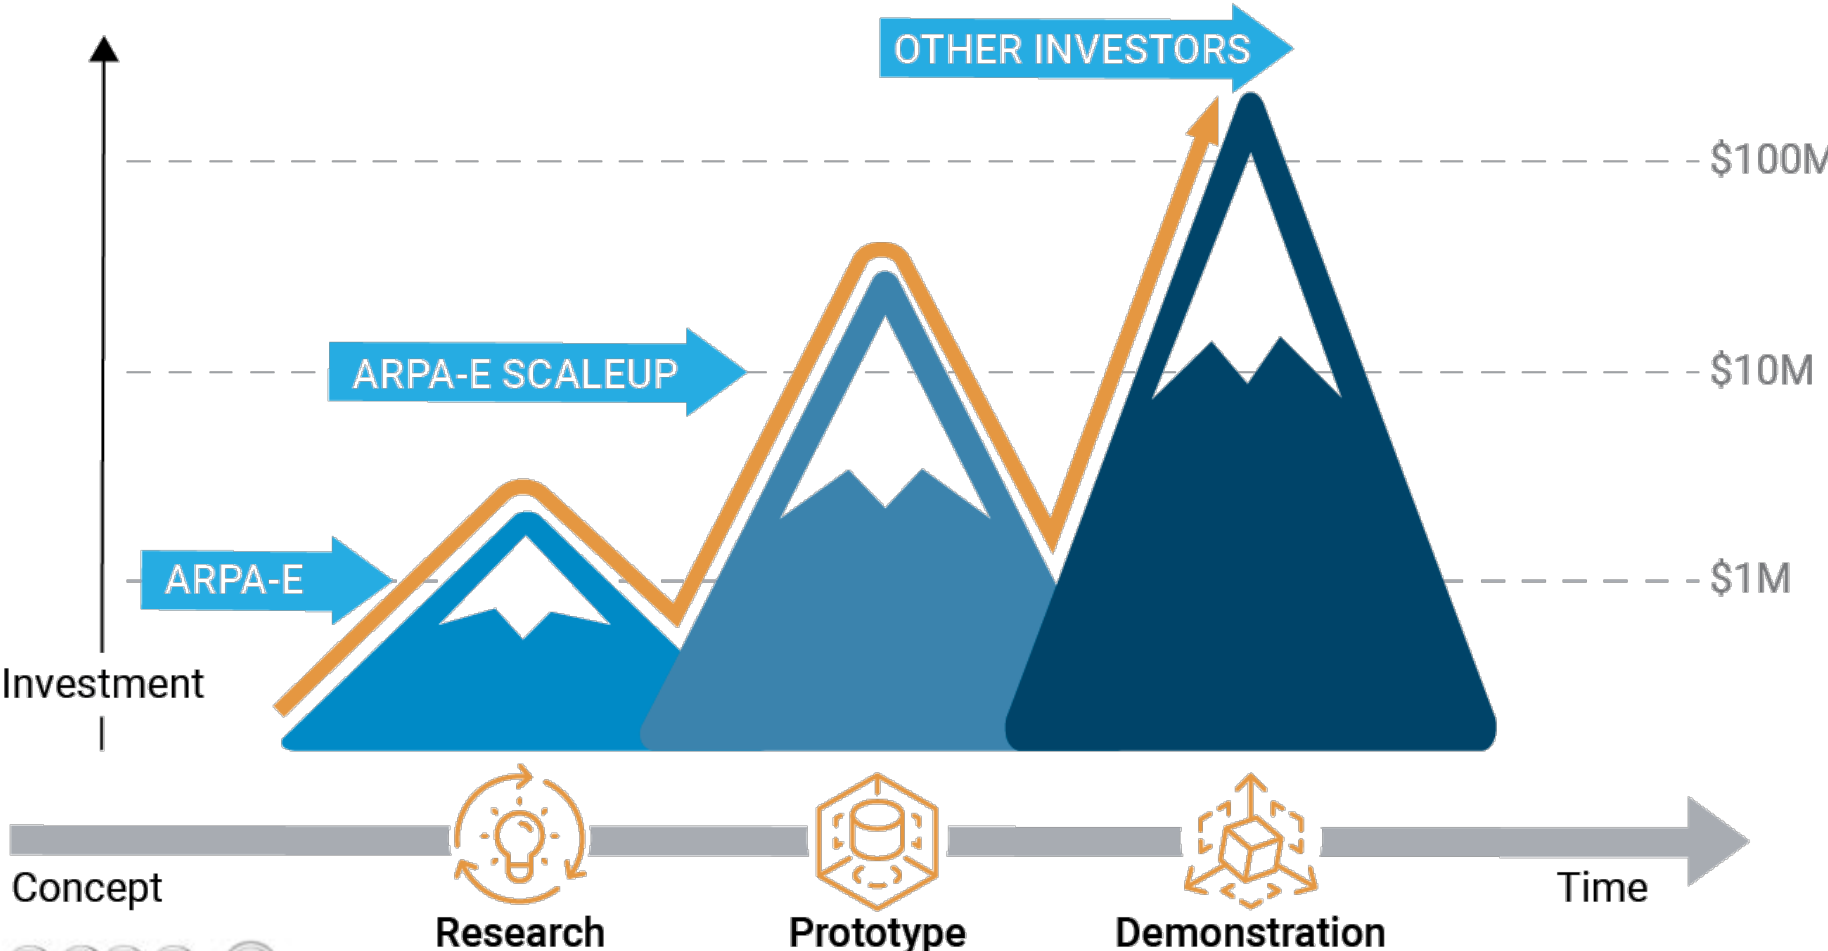 OTHER INVESTORS
$100M
ARPA-E SCALEUP
$10M
ARPA-E
$1M
Investment
Concept
Time
Research
Prototype
Demonstration